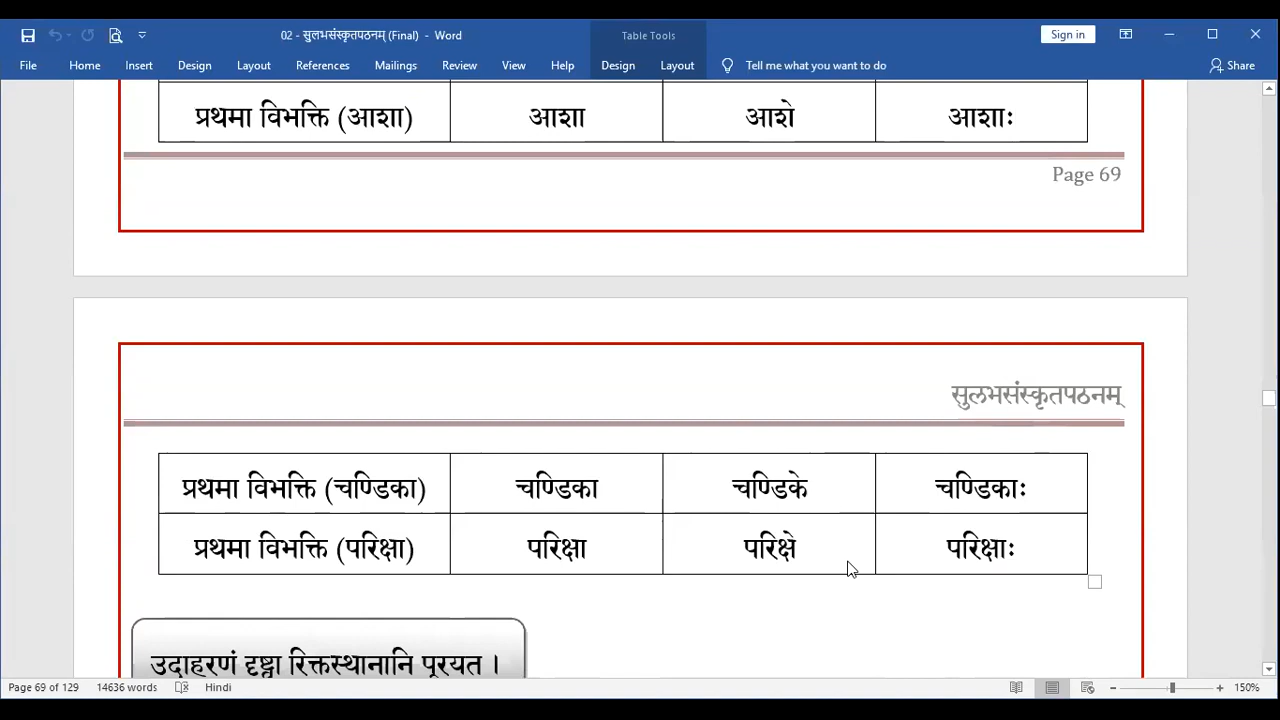 02 - सुलभसंस्कृतपठनम् (Final) - Word
Table Tools
Sign in
File Home Insert Design Layout References Mailings Review View Help Design Layout Tell me what you want to do Share
प्रथमा विभक्ति (आशा) आशा आशे आशाः
Page 69
सुलभसंस्कृतपठनम्
प्रथमा विभक्ति (चण्डिका) चण्डिका चण्डिके चण्डिकाः
प्रथमा विभक्ति (परिक्षा) परिक्षा परिक्षे परिक्षाः
उदाहरणं दृष्ट्वा रिक्तस्थानानि पूरयत ।
Page 69 of 129 14636 words Hindi 150%